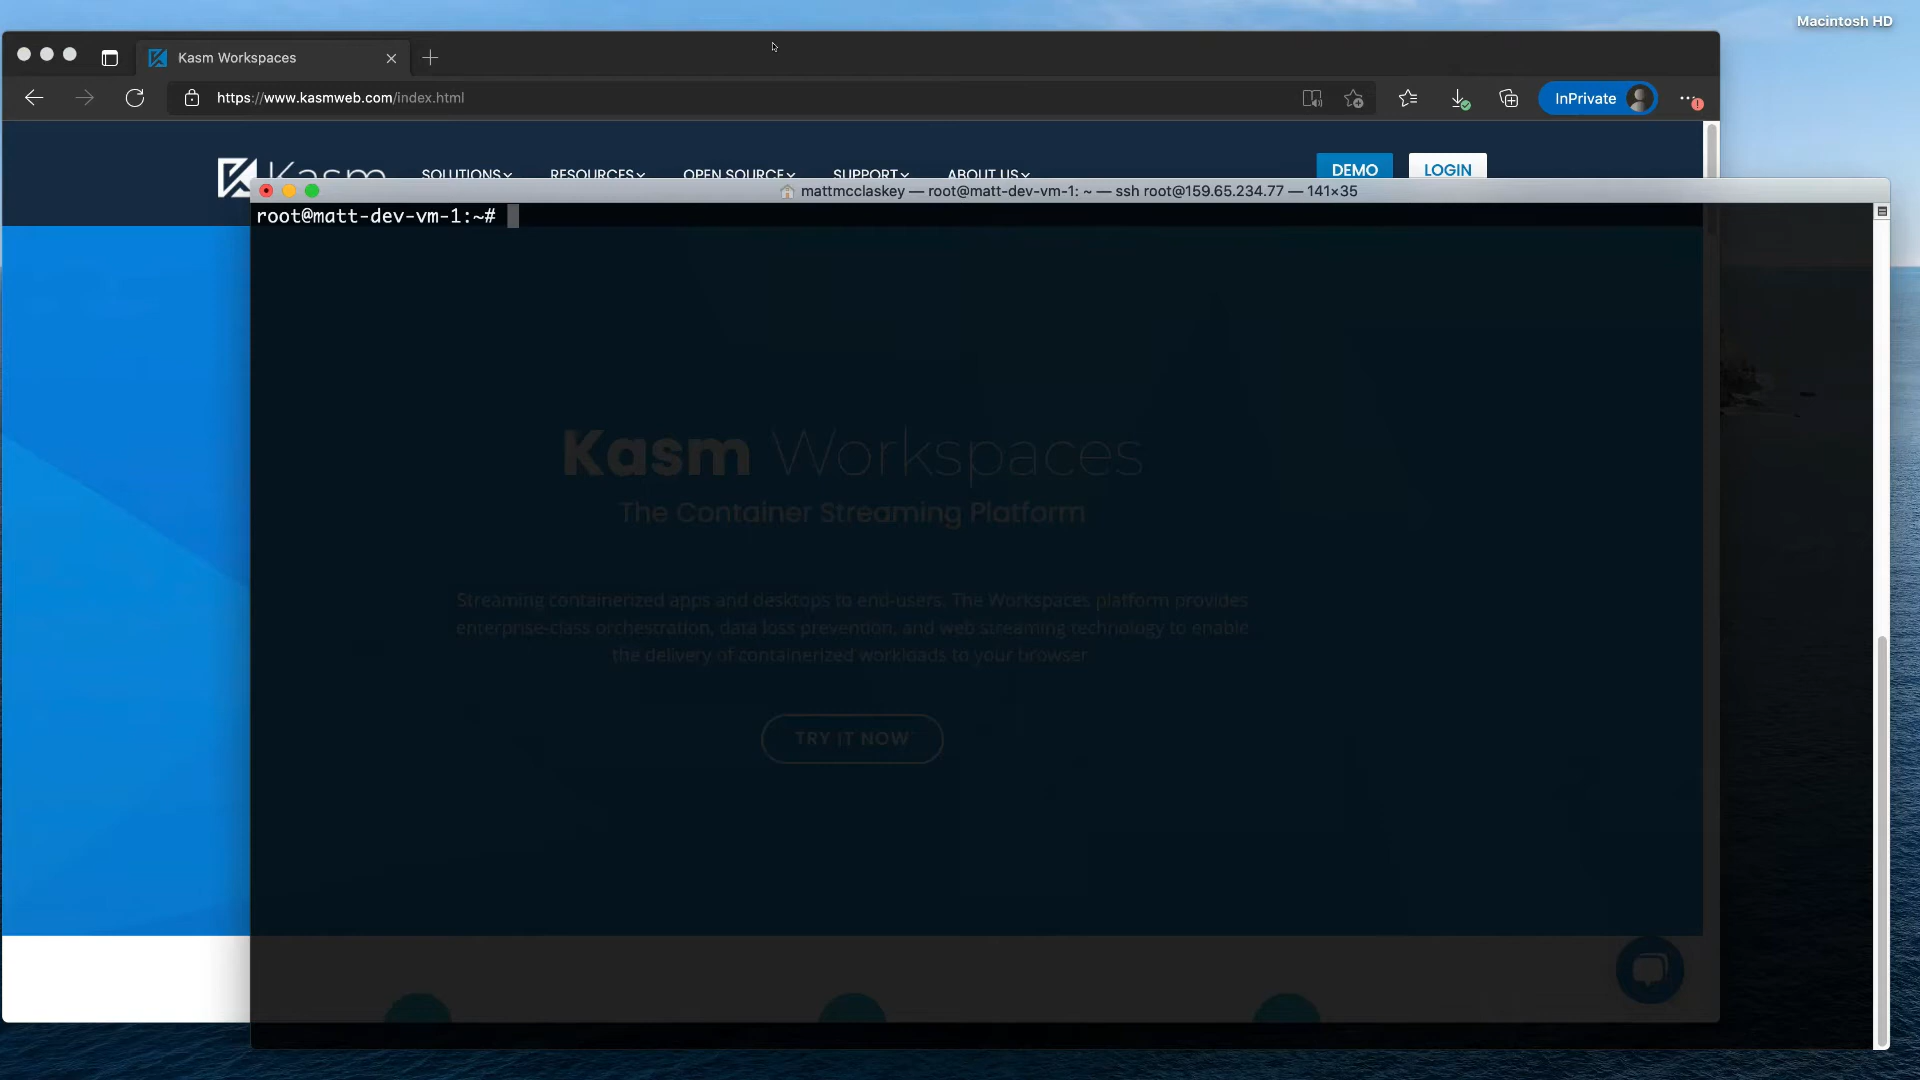 Macintosh HD
Kasm Workspaces
https://www.kasmweb.com/index.html
InPrivate
Kasm SOLUTIONS RESOURCES OPEN SOURCE SUPPORT ABOUT US DEMO LOGIN
mattmcclaskey — root@matt-dev-vm-1: ~ — ssh root@159.65.234.77 — 141×35
root@matt-dev-vm-1:~#
Kasm Workspaces
The Container Streaming Platform
Streaming containerized apps and desktops to end-users. The Workspaces platform provides
enterprise-class orchestration, data loss prevention, and web streaming technology to enable
the delivery of containerized workloads to your browser
TRY IT NOW